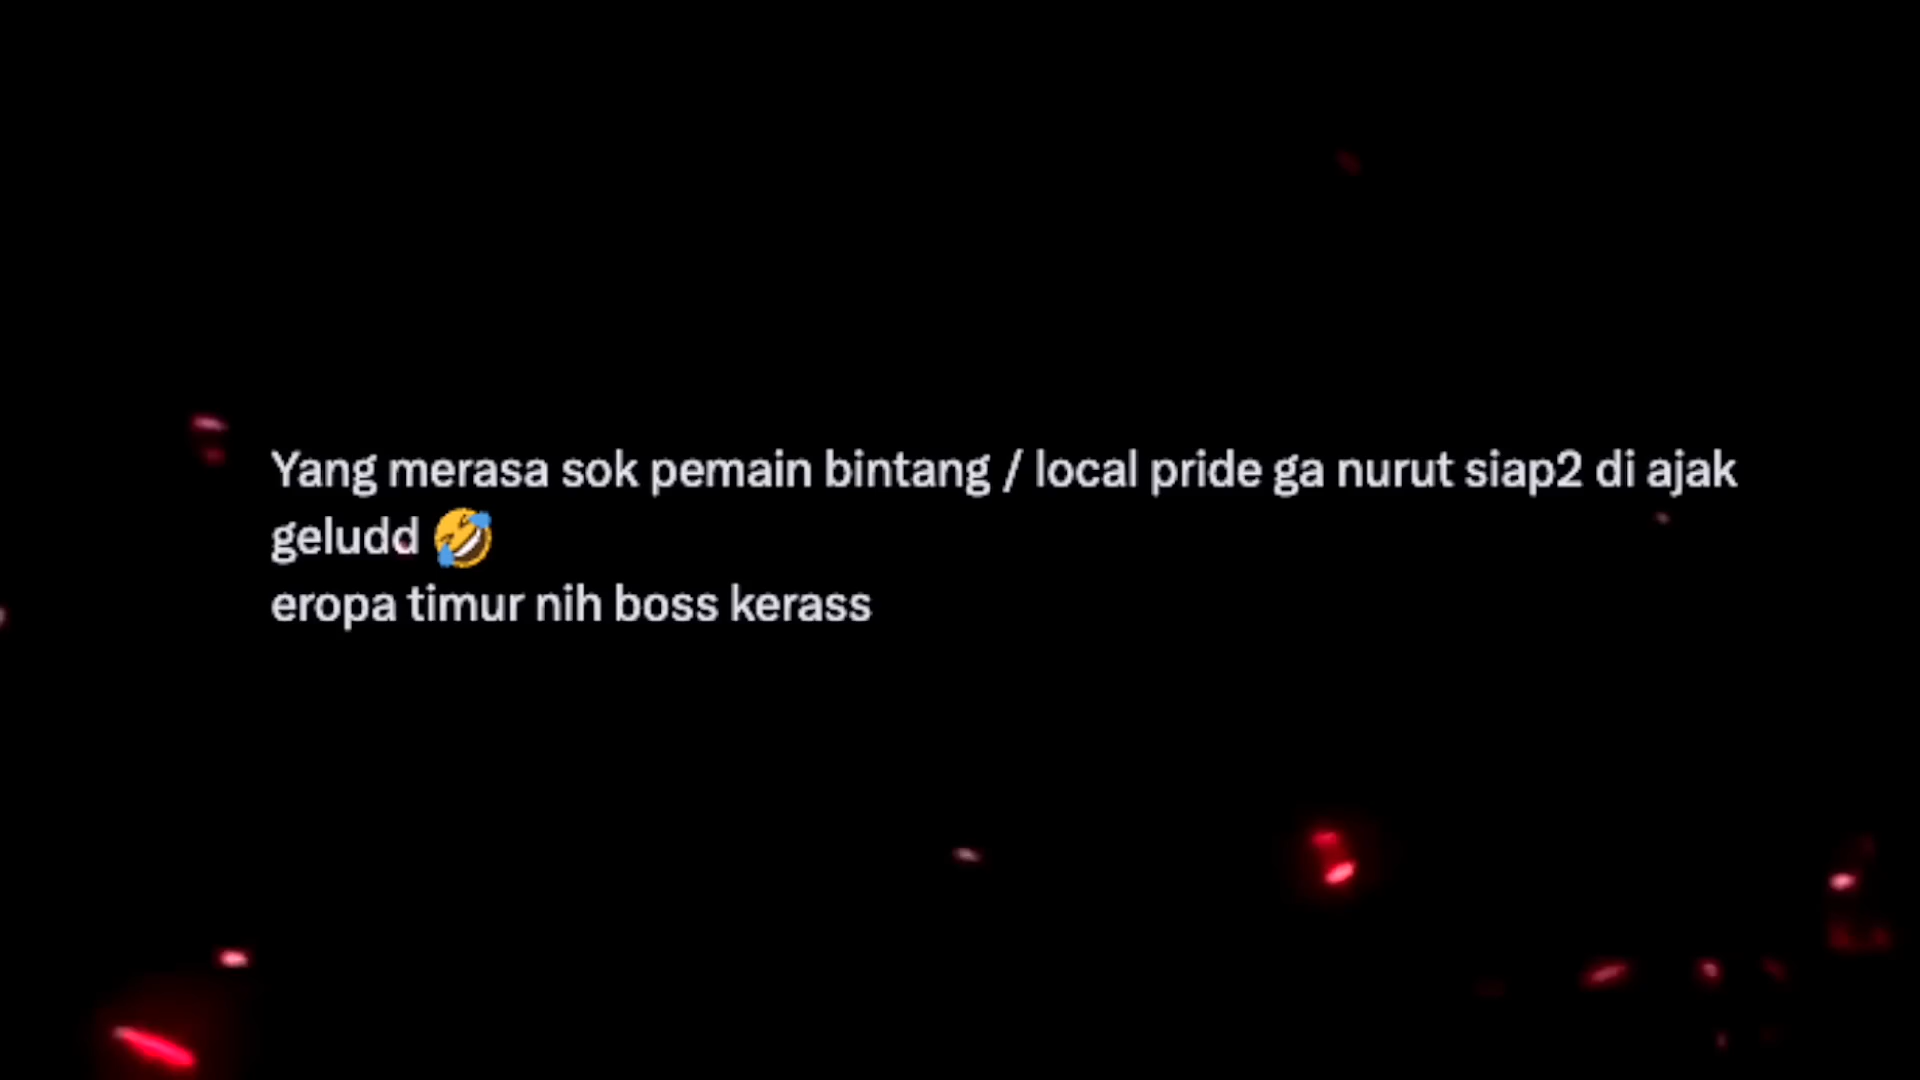 Yang merasa sok pemain bintang / local pride ga nurut siap2 di ajak
geludd 🤣
eropa timur nih boss kerass